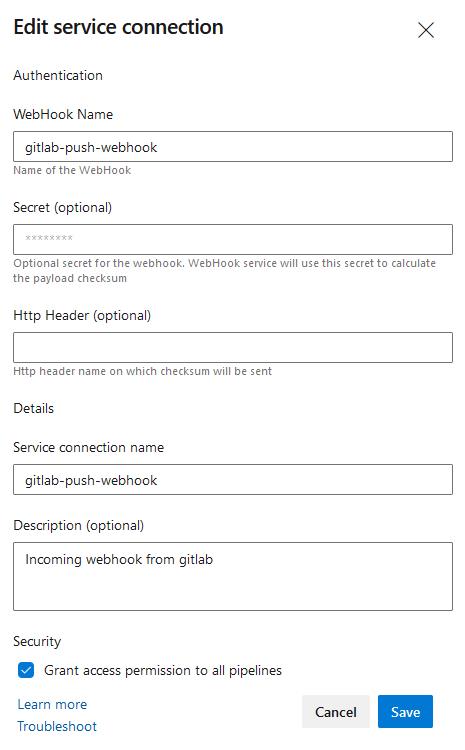 Edit service connection
Authentication
WebHook Name
gitlab-push-webhook
Name of the WebHook
Secret (optional)
********
Optional secret for the webhook. WebHook service will use this secret to calculate
the payload checksum
Http Header (optional)
Http header name on which checksum will be sent
Details
Service connection name
gitlab-push-webhook
Description (optional)
Incoming webhook from gitlab
Security
Grant access permission to all pipelines
Learn more
Troubleshoot
Cancel
Save